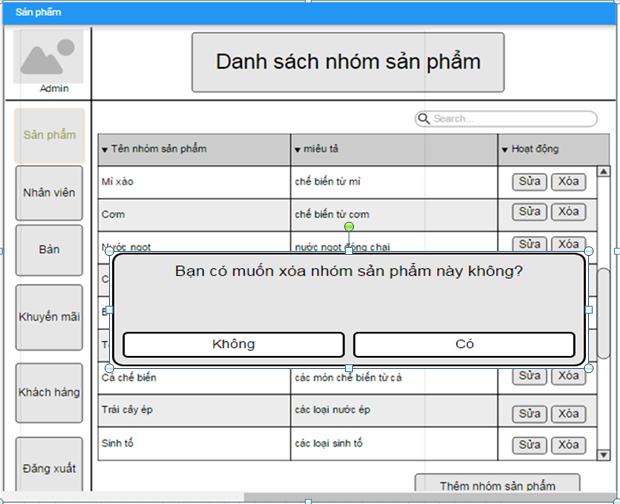 Sản phẩm
Admin
Danh sách nhóm sản phẩm
Search...
Sản phẩm
Nhân viên
Bàn
Khuyến mãi
Khách hàng
Đăng xuất
Tên nhóm sản phẩm miêu tả Hoạt động
Mì xào chế biến từ mì Sửa Xóa
Cơm chế biến từ cơm Sửa Xóa
Nước ngọt nước ngọt đóng chai Sửa Xóa
Bạn có muốn xóa nhóm sản phẩm này không?
Không Có
Cá chế biến các món chế biến từ cá Sửa Xóa
Trái cây ép các loại nước ép Sửa Xóa
Sinh tố các loại sinh tố Sửa Xóa
Thêm nhóm sản phẩm